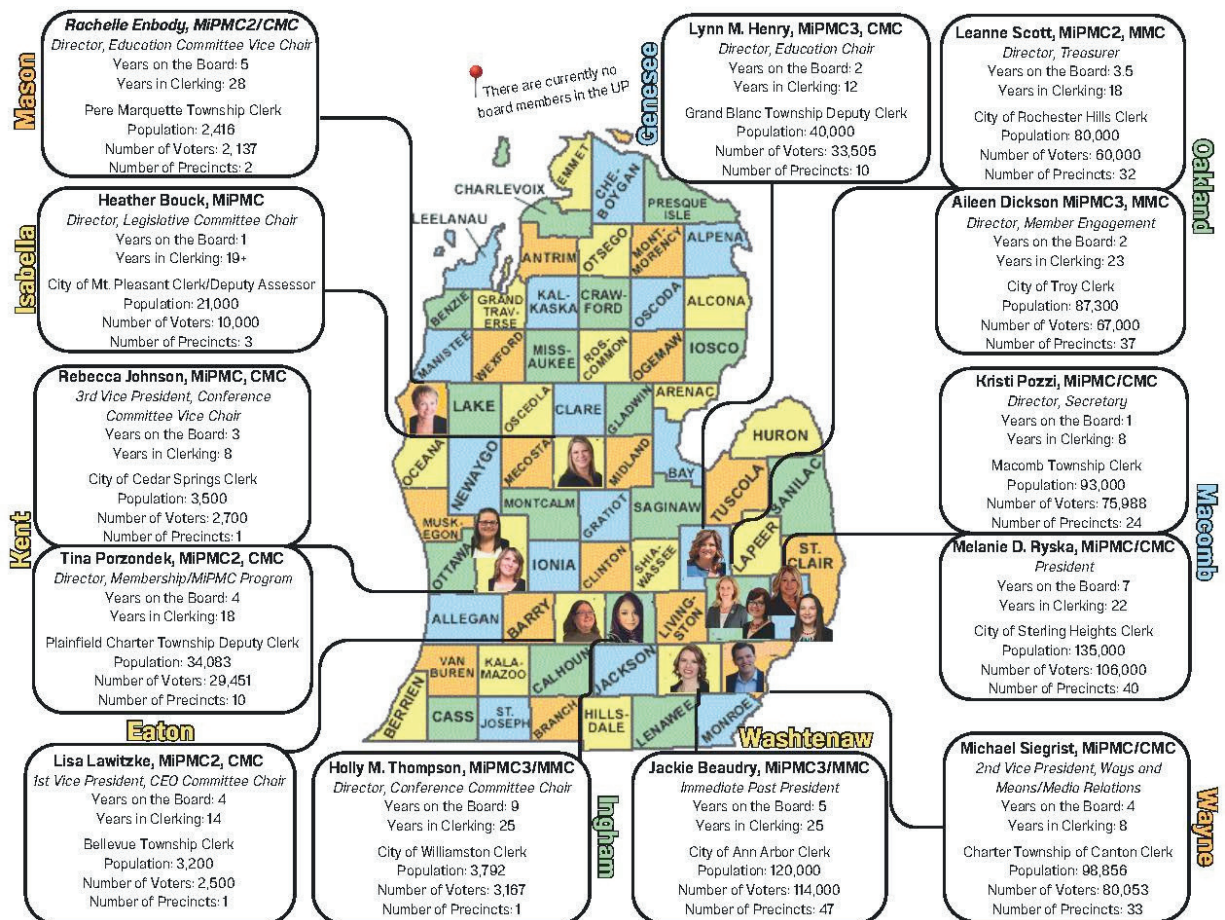 Mason
Rachelle Enbody, MiPMC2/CMC
Director, Education Committee Vice Chair
Years on the Board: 5
Years in Clerking: 28
Pere Marquette Township Clerk
Population: 2,416
Number of Voters: 2,137
Number of Precincts: 2
There are currently no
board members in the UP
Genesee
Lynn M. Henry, MiPMC3, CMC
Director, Education Chair
Years on the Board: 2
Years in Clerking: 12
Grand Blanc Township Deputy Clerk
Population: 40,000
Number of Voters: 33,505
Number of Precincts: 10
Leanne Scott, MiPMC2, MMC
Director, Treasurer
Years on the Board: 3.5
Years in Clerking: 18
City of Rochester Hills Clerk
Population: 80,000
Number of Voters: 60,000
Number of Precincts: 32
Oakland
Aileen Dickson MiPMC3, MMC
Director, Member Engagement
Years on the Board: 2
Years in Clerking: 23
City of Troy Clerk
Population: 87,300
Number of Voters: 67,000
Number of Precincts: 37
Isabella
Heather Bouck, MiPMC
Director, Legislative Committee Chair
Years on the Board: 1
Years in Clerking: 19+
City of Mt. Pleasant Clerk/Deputy Assessor
Population: 21,000
Number of Voters: 10,000
Number of Precincts: 3
Kent
Rebecca Johnson, MiPMC, CMC
3rd Vice President, Conference
Committee Vice Chair
Years on the Board: 3
Years in Clerking: 8
City of Cedar Springs Clerk
Population: 3,500
Number of Voters: 2,700
Number of Precincts: 1
Tina Porzondek, MiPMC2, CMC
Director, Membership/MiPMC Program
Years on the Board: 4
Years in Clerking: 18
Plainfield Charter Township Deputy Clerk
Population: 34,083
Number of Voters: 29,451
Number of Precincts: 10
Kristi Pozzi, MiPMC/CMC
Director, Secretary
Years on the Board: 1
Years in Clerking: 8
Macomb Township Clerk
Population: 93,000
Number of Voters: 75,988
Number of Precincts: 24
Macomb
Melanie D. Ryska, MiPMC/CMC
President
Years on the Board: 7
Years in Clerking: 22
City of Sterling Heights Clerk
Population: 135,000
Number of Voters: 106,000
Number of Precincts: 40
EMMET
CHE-
BOYGAN
CHARLEVOIX
PRESQUE
ISLE
LEELANAU
ANTRIM
OTSEGO
MONT-
MORENCY
ALPENA
BENZIE
GRAND
TRAV-
ERSE
KAL-
KASKA
CRAW-
FORD
OSCODA
ALCONA
MANISTEE
WEXFORD
MISS-
AUKEE
ROS-
COMMON
OGEMAW
IOSCO
LAKE
OSCEOLA
CLARE
GLADWIN
ARENAC
OCEANA
NEWAYGO
MECOSTA
MIDLAND
BAY
HURON
MUSK-
EGON
MONTCALM
GRATIOT
SAGINAW
TUSCOLA
SANILAC
OTTAWA
IONIA
CLINTON
SHIA-
WASSEE
LAPEER
ST.
CLAIR
ALLEGAN
BARRY
LIVING-
STON
VAN
BUREN
KALA-
MAZOO
CALHOUN
JACKSON
BERRIEN
CASS
ST.
JOSEPH
BRANCH
HILLS-
DALE
LENAWEE
MONROE
Eaton
Lisa Lawitzke, MiPMC2, CMC
1st Vice President, CEO Committee Chair
Years on the Board: 4
Years in Clerking: 14
Bellevue Township Clerk
Population: 3,200
Number of Voters: 2,500
Number of Precincts: 1
Holly M. Thompson, MiPMC3/MMC
Director, Conference Committee Chair
Years on the Board: 9
Years in Clerking: 25
City of Williamston Clerk
Population: 3,792
Number of Voters: 3,167
Number of Precincts: 1
Ingham
Washtenaw
Jackie Beaudry, MiPMC3/MMC
Immediate Past President
Years on the Board: 5
Years in Clerking: 25
City of Ann Arbor Clerk
Population: 120,000
Number of Voters: 114,000
Number of Precincts: 47
Michael Siegrist, MiPMC/CMC
2nd Vice President, Ways and
Means/Media Relations
Years on the Board: 4
Years in Clerking: 8
Charter Township of Canton Clerk
Population: 98,856
Number of Voters: 80,053
Number of Precincts: 33
Wayne